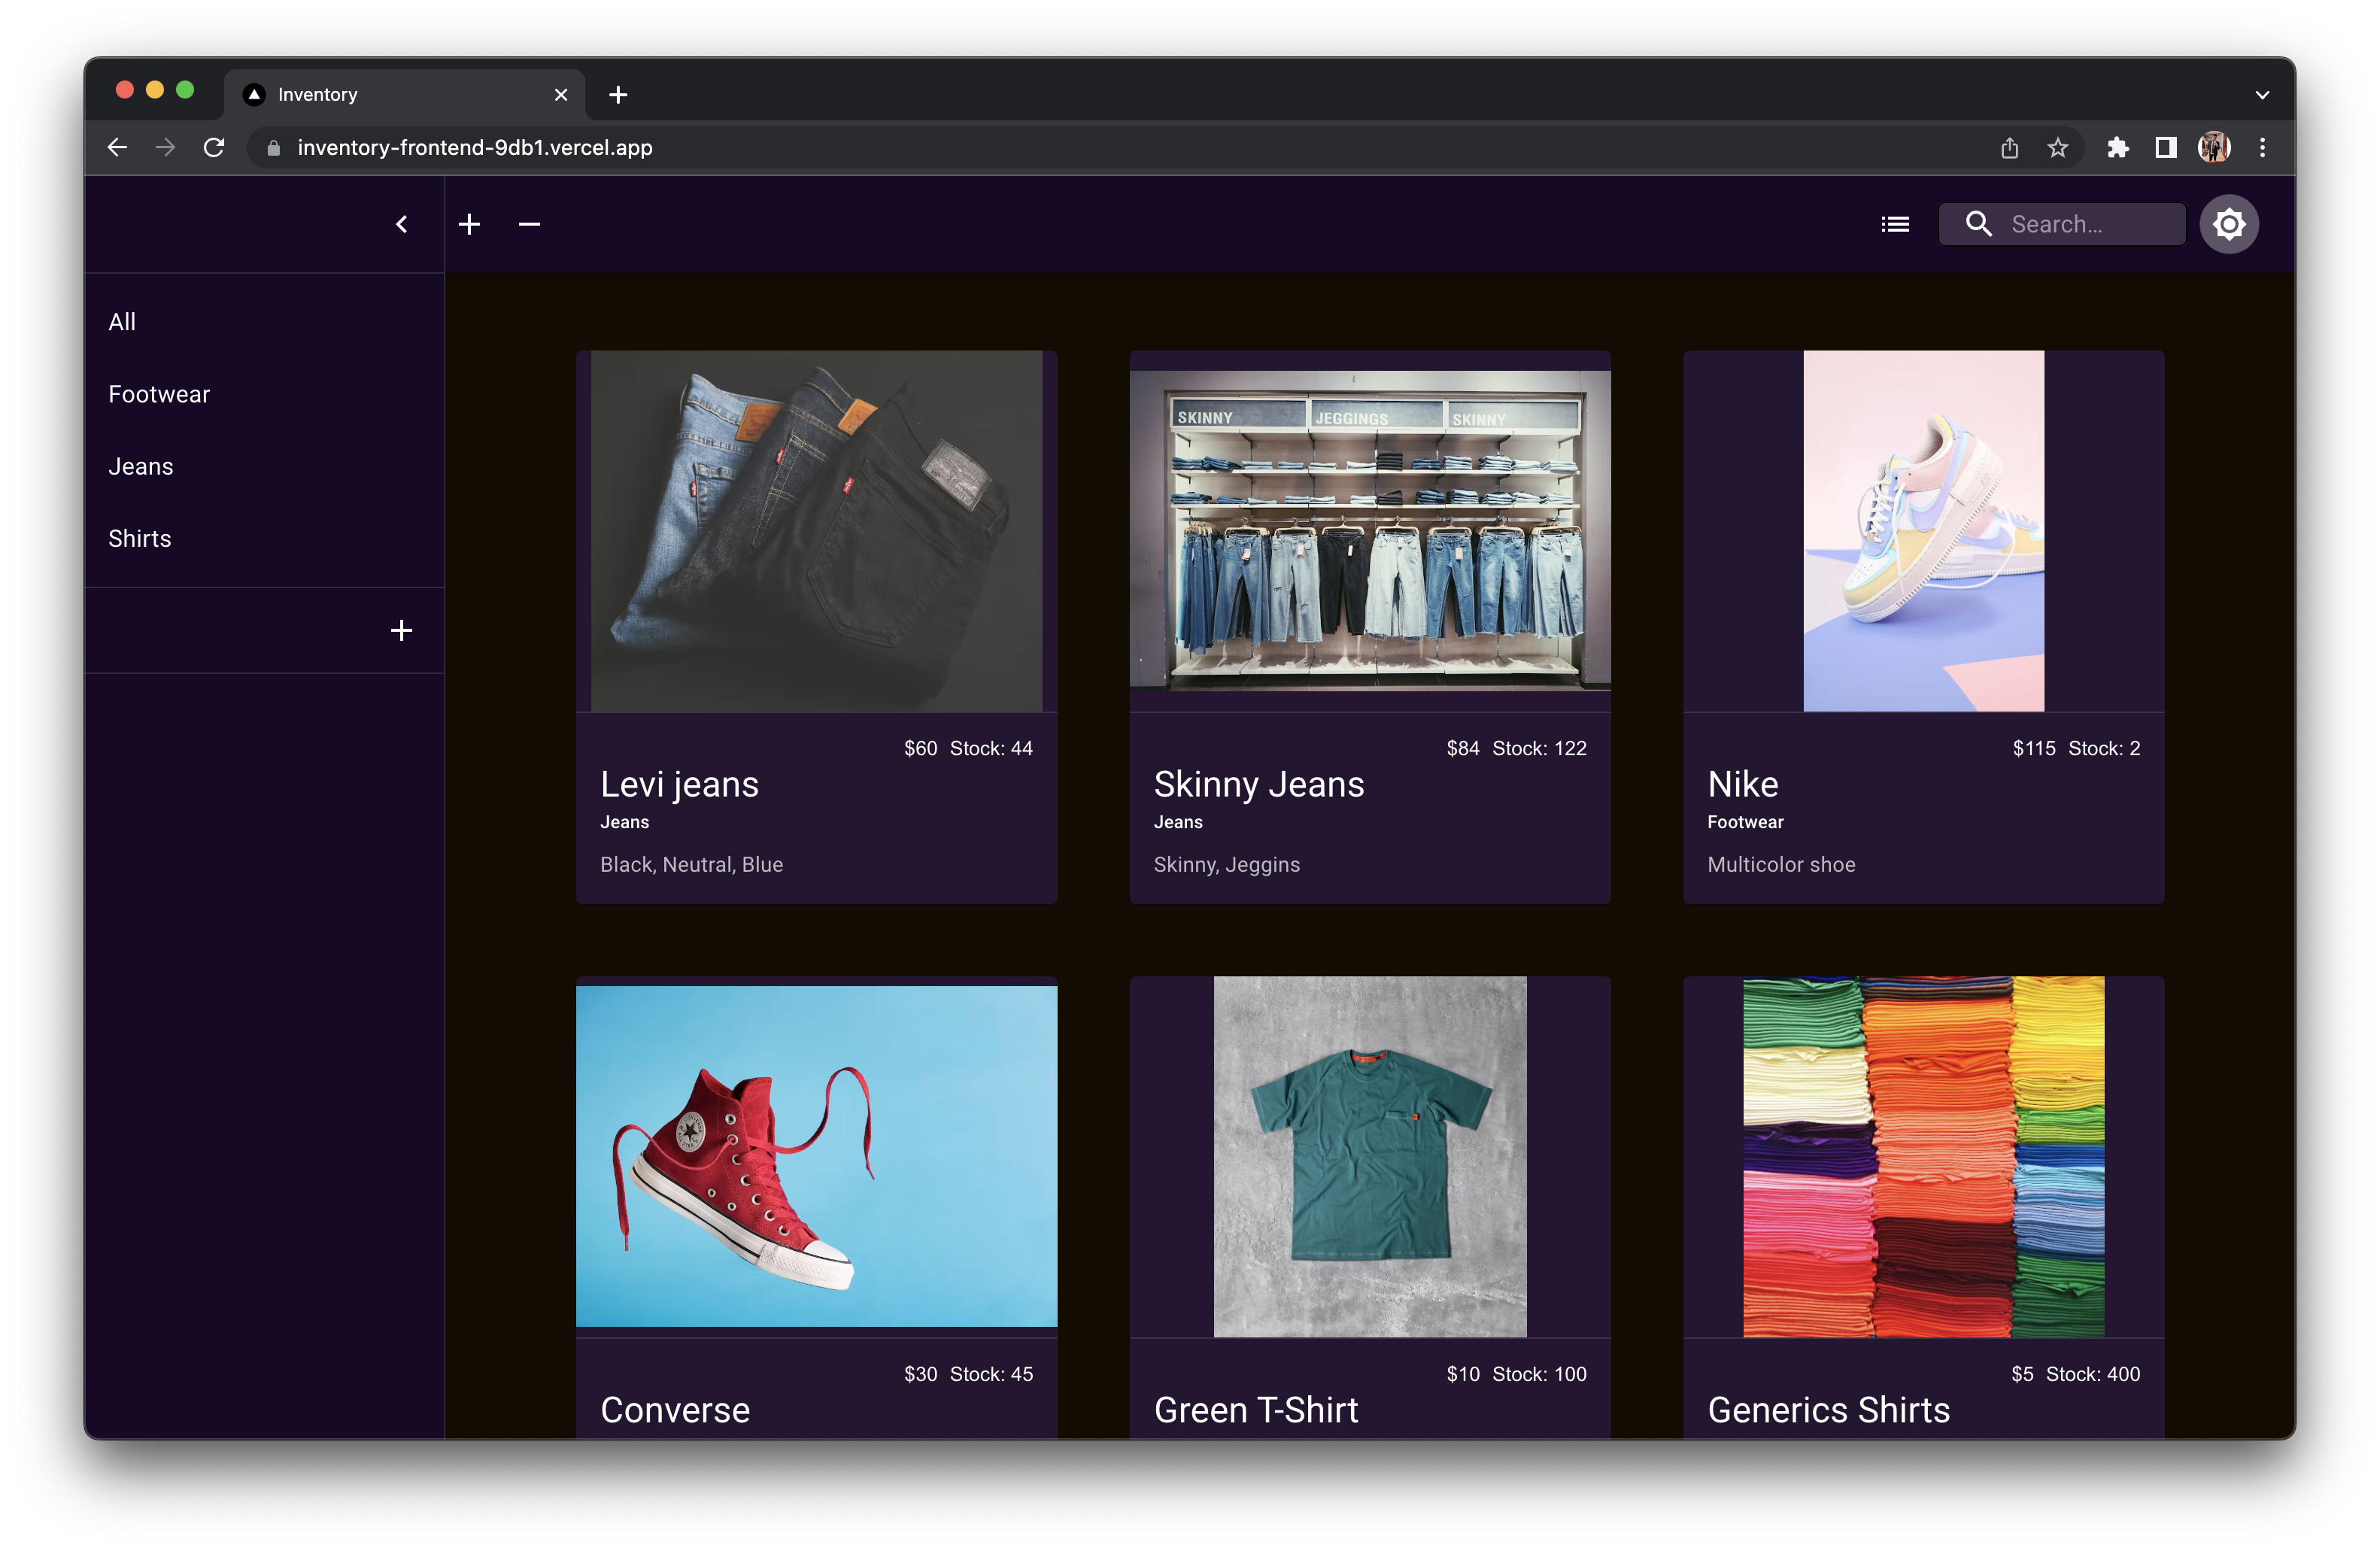 Inventory
inventory-frontend-9db1.vercel.app
Search...
All
Footwear
Jeans
Shirts
SKINNY
JEGGINGS
SKINNY
$60 Stock: 44
Levi jeans
Jeans
Black, Neutral, Blue
$84 Stock: 122
Skinny Jeans
Jeans
Skinny, Jeggins
$115 Stock: 2
Nike
Footwear
Multicolor shoe
$30 Stock: 45
Converse
$10 Stock: 100
Green T-Shirt
$5 Stock: 400
Generics Shirts